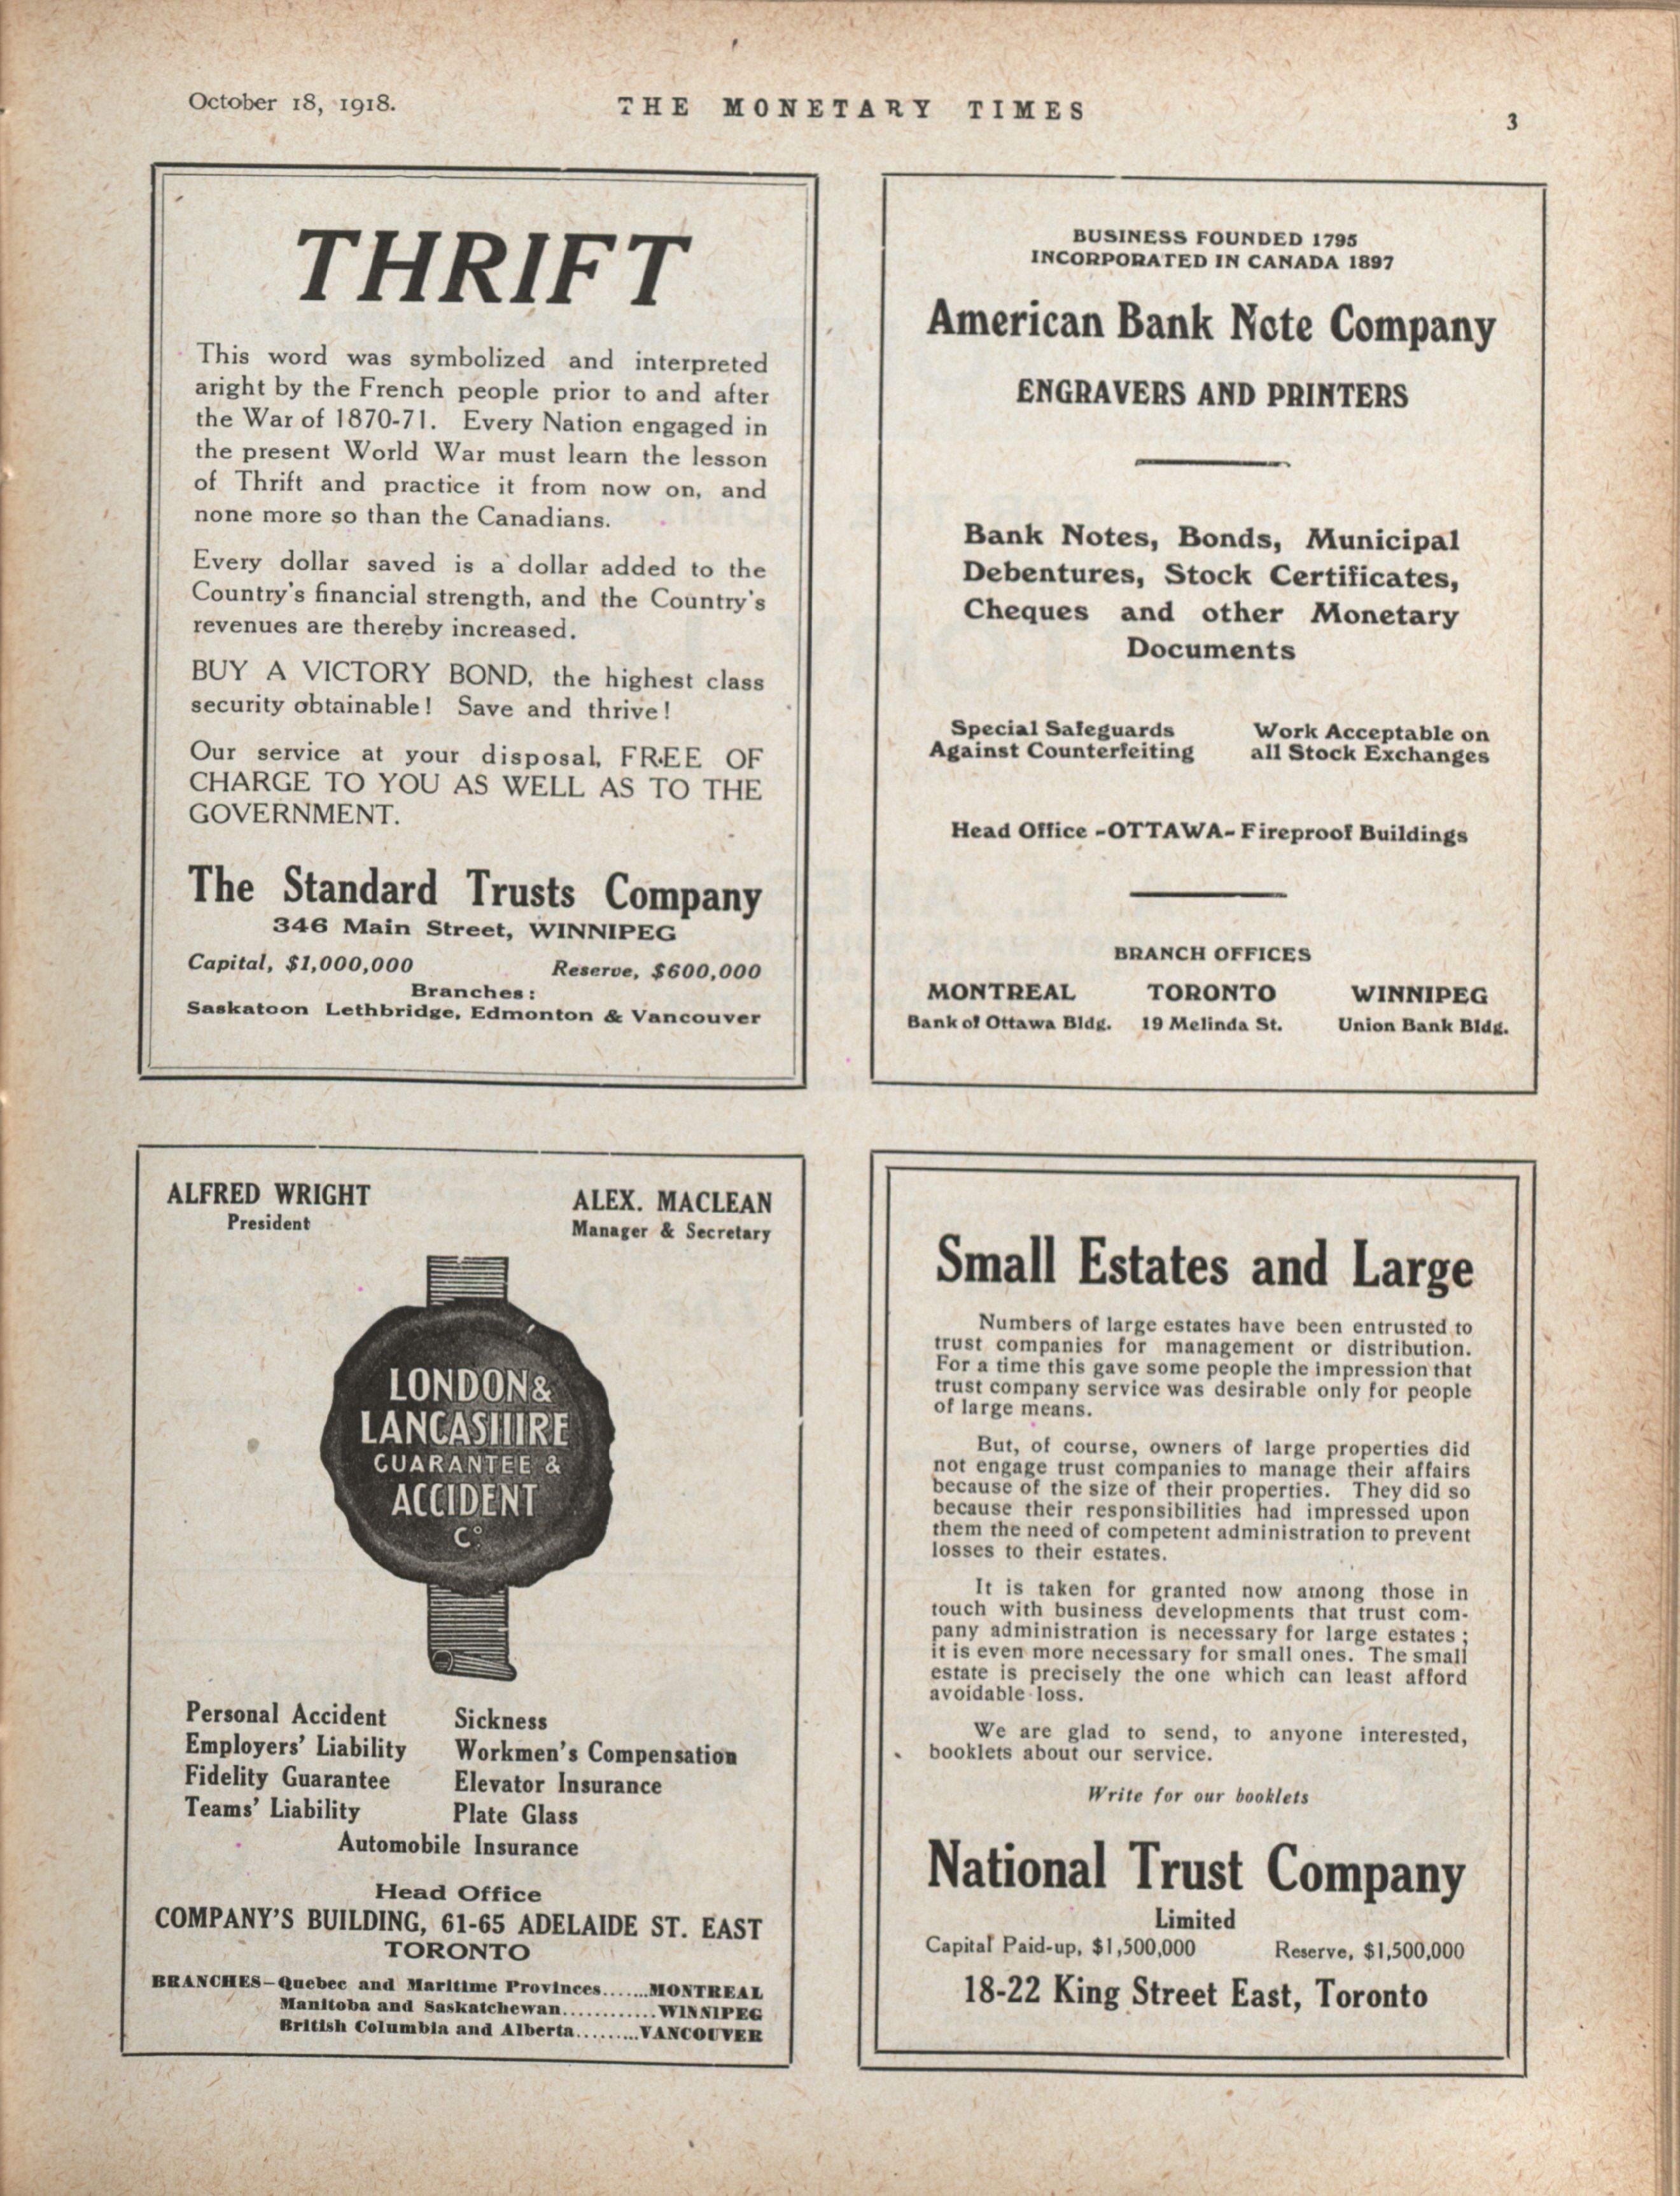 October 18, 1918.
THE MONETARY TIMES
3
THRIFT
This word was symbolized and interpreted
aright by the French people prior to and after
the War of 1870-71. Every Nation engaged in
the present World War must learn the lesson
of Thrift and practice it from now on, and
none more so than the Canadians.
Every dollar saved is a dollar added to the
Country's financial strength, and the Country's
revenues are thereby increased.
BUY A VICTORY BOND, the highest class
security obtainable! Save and thrive!
Our service at your disposal, FREE OF
CHARGE TO YOU AS WELL AS TO THE
GOVERNMENT.
The Standard Trusts Company
346 Main Street, WINNIPEG
Capital, $1,000,000 Reserve, $600,000
Branches:
Saskatoon Lethbridge, Edmonton & Vancouver
BUSINESS FOUNDED 1795
INCORPORATED IN CANADA 1897
American Bank Note Company
ENGRAVERS AND PRINTERS
Bank Notes, Bonds, Municipal
Debentures, Stock Certificates,
Cheques and other Monetary
Documents
Special Safeguards
Against Counterfeiting
Work Acceptable on
all Stock Exchanges
Head Office -OTTAWA- Fireproof Buildings
BRANCH OFFICES
MONTREAL TORONTO WINNIPEG
Bank of Ottawa Bldg. 19 Melinda St. Union Bank Bldg.
ALFRED WRIGHT
President
ALEX. MACLEAN
Manager & Secretary
LONDON &
LANCASHIRE
GUARANTEE &
ACCIDENT
Co.
Personal Accident Sickness
Employers' Liability Workmen's Compensation
Fidelity Guarantee Elevator Insurance
Teams' Liability Plate Glass
Automobile Insurance
Head Office
COMPANY'S BUILDING, 61-65 ADELAIDE ST. EAST
TORONTO
BRANCHES—Quebec and Maritime Provinces.......MONTREAL
Manitoba and Saskatchewan............WINNIPEG
British Columbia and Alberta.........VANCOUVER
Small Estates and Large
Numbers of large estates have been entrusted to
trust companies for management or distribution.
For a time this gave some people the impression that
trust company service was desirable only for people
of large means.
But, of course, owners of large properties did
not engage trust companies to manage their affairs
because of the size of their properties. They did so
because their responsibilities had impressed upon
them the need of competent administration to prevent
losses to their estates.
It is taken for granted now among those in
touch with business developments that trust com-
pany administration is necessary for large estates;
it is even more necessary for small ones. The small
estate is precisely the one which can least afford
avoidable loss.
We are glad to send, to anyone interested,
booklets about our service.
Write for our booklets
National Trust Company
Limited
Capital Paid-up, $1,500,000 Reserve, $1,500,000
18-22 King Street East, Toronto